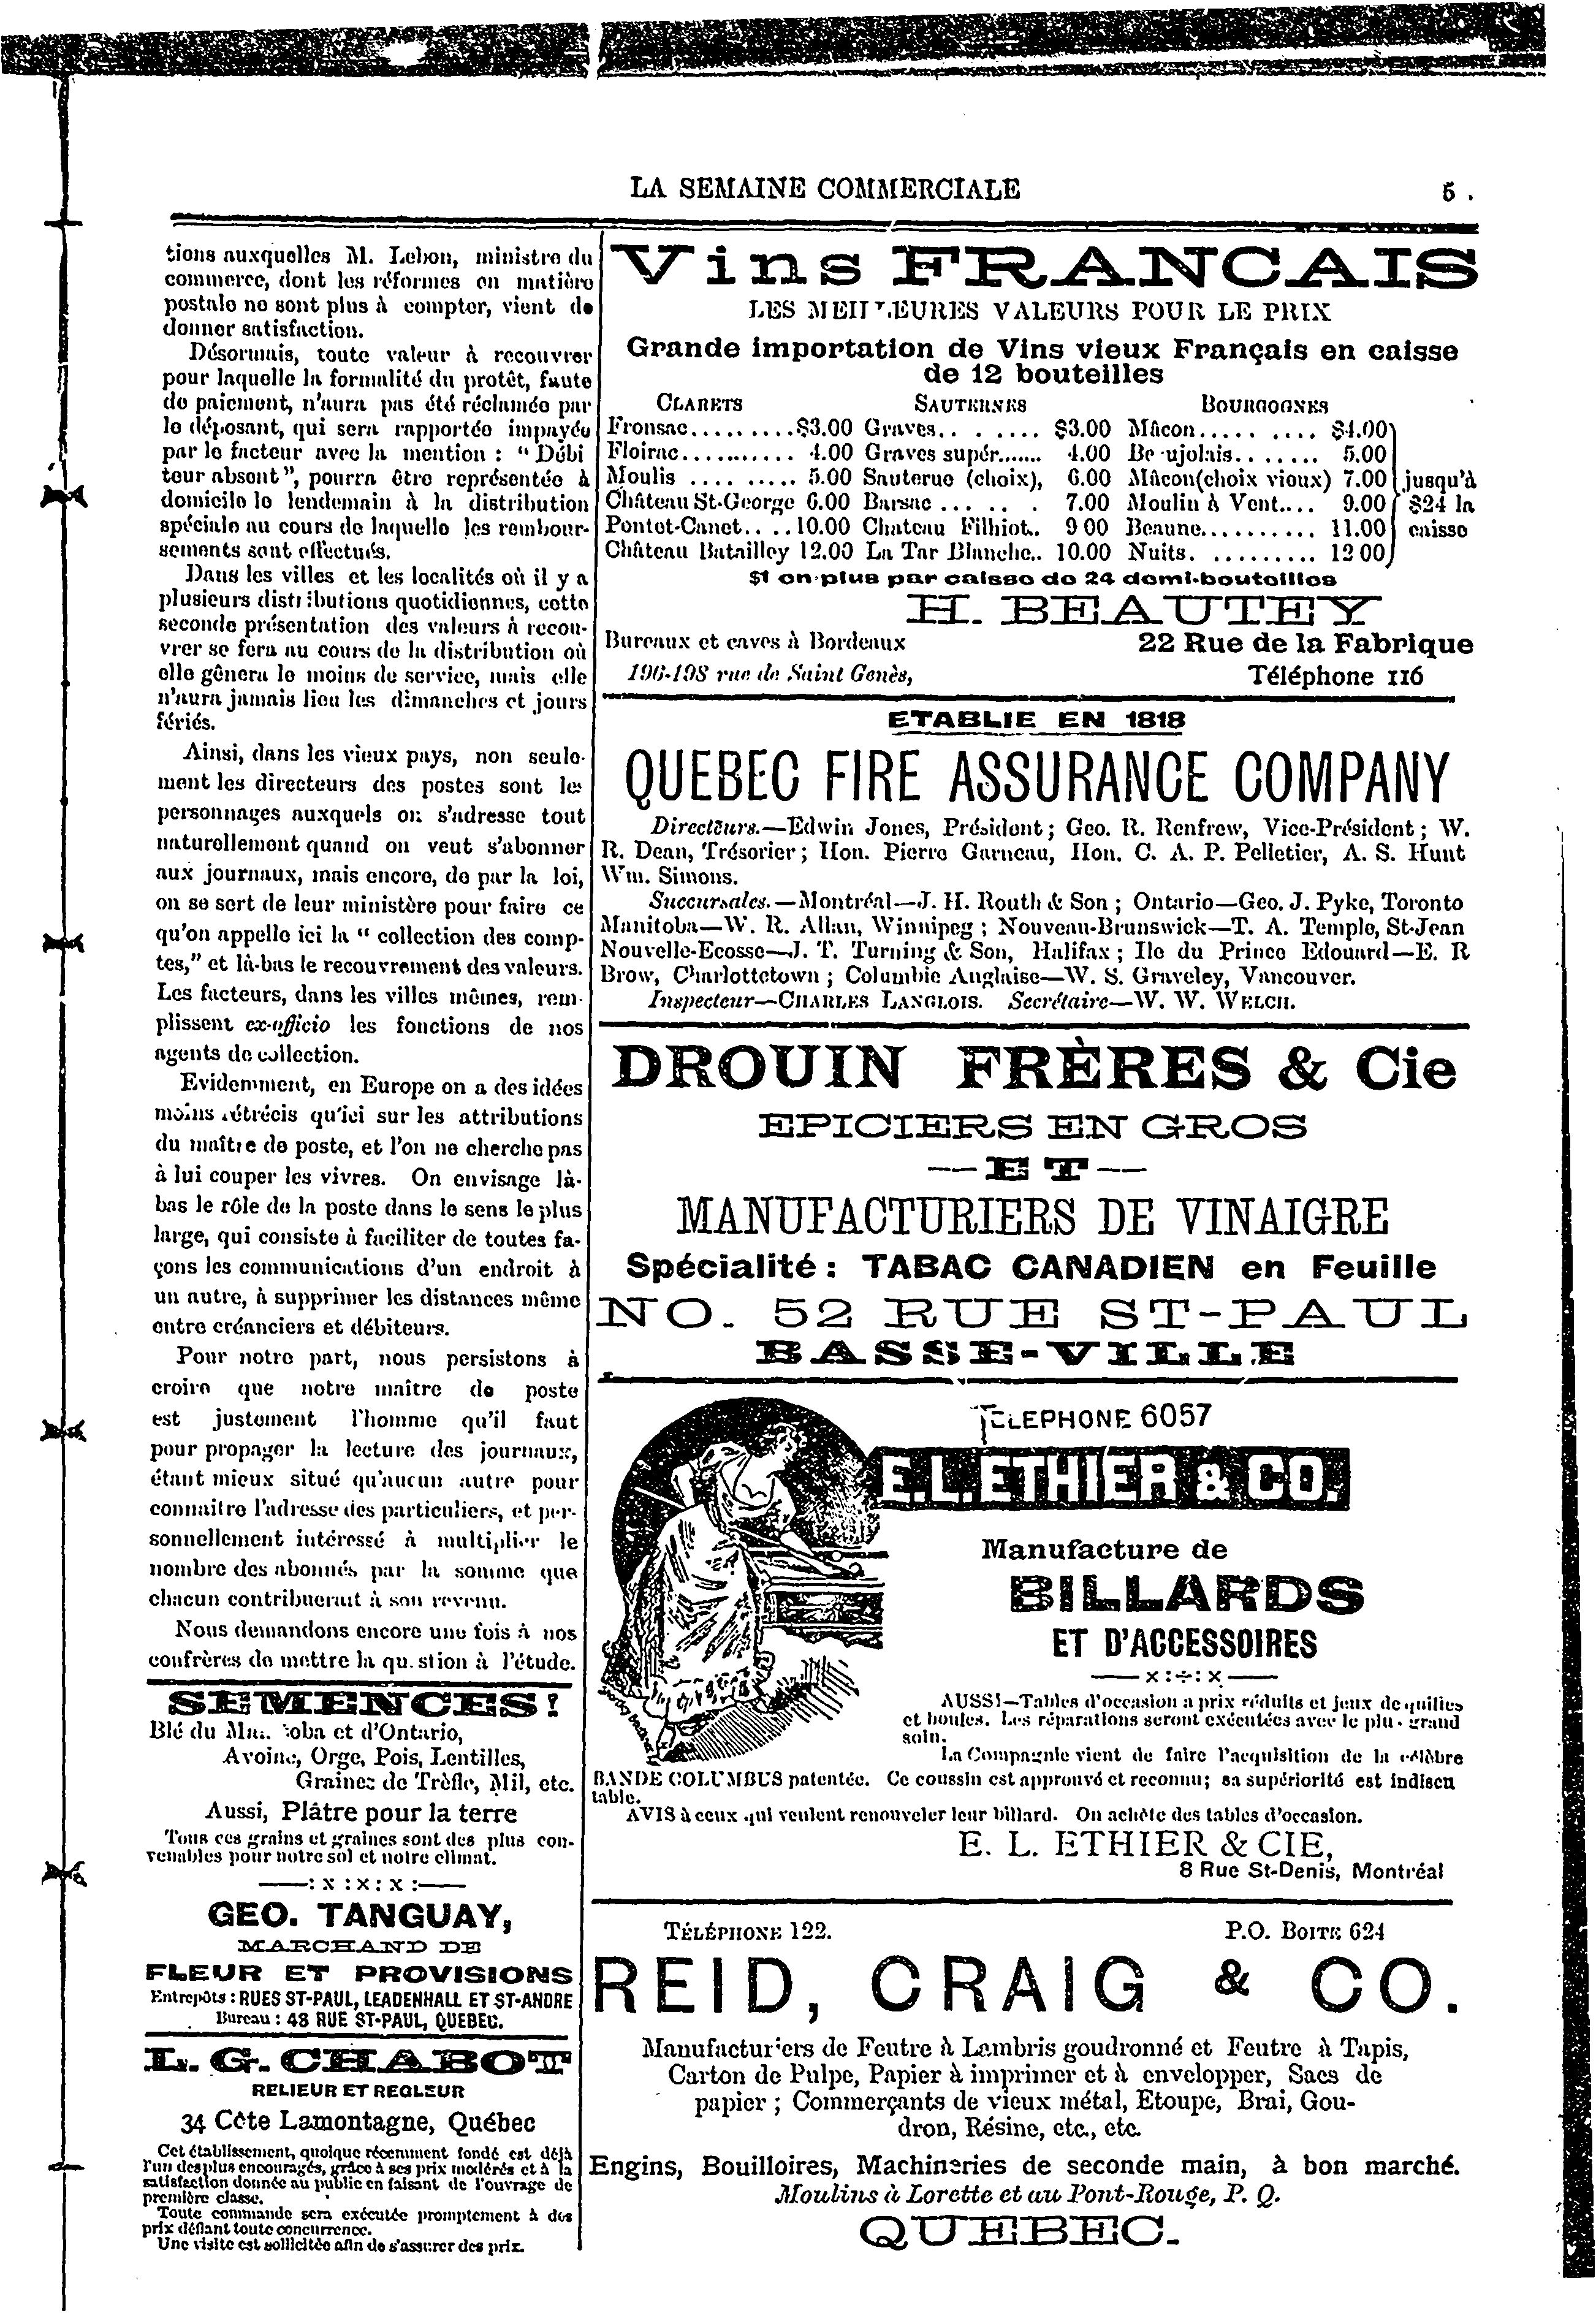 LA SEMAINE COMMERCIALE 5
tions auxquelles M. Lebon, ministre du
commerce, dont les réformes en matière
postale ne sont plus à compter, vient de
donner satisfaction.
Désormais, toute valeur à recouvrer
pour laquelle la formalité du protêt, faute
de paiement, n'aura pas été réclamée par
le déposant, qui sera rapportée impayée
par le facteur avec la mention : " Débi
teur absent ", pourra être représentée à
domicile le lendemain à la distribution
spéciale au cours de laquelle les rembour-
sements sont effectués.
Dans les villes et les localités où il y a
plusieurs distributions quotidiennes, cette
seconde présentation des valeurs à recou-
vrer se fera au cours de la distribution où
elle gênera le moins de service, mais elle
n'aura jamais lieu les dimanches et jours
fériés.
Ainsi, dans les vieux pays, non seule-
ment les directeurs des postes sont les
personnages auxquels on s'adresse tout
naturellement quand on veut s'abonner
aux journaux, mais encore, de par la loi,
on se sert de leur ministère pour faire ce
qu'on appelle ici la " collection des comp-
tes," et là-bas le recouvrement des valeurs.
Les facteurs, dans les villes mêmes, rem-
plissent ex-officio les fonctions de nos
agents de collection.
Evidemment, en Europe on a des idées
moins rétrécis qu'ici sur les attributions
du maître de poste, et l'on ne cherche pas
à lui couper les vivres. On envisage là-
bas le rôle de la poste dans le sens le plus
large, qui consiste à faciliter de toutes fa-
çons les communications d'un endroit à
un autre, à supprimer les distances même
entre créanciers et débiteurs.
Pour notre part, nous persistons à
croire que notre maître de poste
est justement l'homme qu'il faut
pour propager la lecture des journaux,
étant mieux situé qu'aucun autre pour
connaître l'adresse des particuliers, et per-
sonnellement intéressé à multiplier le
nombre des abonnés par la somme que
chacun contribuerait à son revenu.
Nous demandons encore une fois à nos
confrères de mettre la question à l'étude.
SEMENCES!
Blé du Manitoba et d'Ontario,
Avoine, Orge, Pois, Lentilles,
Graines de Trèfle, Mil, etc.
Aussi, Plâtre pour la terre
Tous ces grains et graines sont des plus con-
venables pour notre sol et notre climat.
——: x : x : x :——
GEO. TANGUAY,
MARCHAND DE
FLEUR ET PROVISIONS
Entrepôts : RUES ST-PAUL, LEADENHALL ET ST-ANDRE
Bureau : 48 RUE ST-PAUL, QUEBEC.
L. G. CHABOT
RELIEUR ET REGLEUR
34 Côte Lamontagne, Québec
Cet établissement, quoique récemment fondé est déjà
l'un des plus encouragés, grâce à ses prix modérés et à la
satisfaction donnée au public en faisant de l'ouvrage de
première classe.
Toute commande sera exécutée promptement à des
prix défiant toute concurrence.
Une visite est sollicitée afin de s'assurer des prix.
Vins FRANCAIS
LES MEILLEURES VALEURS POUR LE PRIX
Grande importation de Vins vieux Français en caisse
de 12 bouteilles
CLARETS SAUTERNES BOURGOGNES
Fronsac.........$3.00 Graves.. ...... $3.00 Mâcon..... .... $4.00
Floirac........... 4.00 Graves supér....... 4.00 Beaujolais........ 5.00
Moulis .... ..... 5.00 Sauterne (choix), 6.00 Mâcon(choix vieux) 7.00 jusqu'à
Château St-George 6.00 Barsac ... .. . 7.00 Moulin à Vent.... 9.00 $24 la
Pontet-Canet.. ..10.00 Chateau Filhiot.. 9 00 Beaune.......... 11.00 caisse
Château Batailley 12.00 La Tar Blanche.. 10.00 Nuits. .......... 12 00
$1 en plus par caisse de 24 demi-bouteilles
H. BEAUTEY
Bureaux et caves à Bordeaux 22 Rue de la Fabrique
196-198 rue de Saint Genès, Téléphone 116
ETABLIE EN 1818
QUEBEC FIRE ASSURANCE COMPANY
Directeurs.—Edwin Jones, Président ; Geo. R. Renfrew, Vice-Président ; W.
R. Dean, Trésorier ; Hon. Pierre Garneau, Hon. C. A. P. Pelletier, A. S. Hunt
Wm. Simons.
Succursales.—Montréal—J. H. Routh & Son ; Ontario—Geo. J. Pyke, Toronto
Manitoba—W. R. Allan, Winnipeg ; Nouveau-Brunswick—T. A. Temple, St-Jean
Nouvelle-Ecosse—J. T. Turning & Son, Halifax ; Ile du Prince Edouard—E. R
Brow, Charlottetown ; Columbie Anglaise—W. S. Graveley, Vancouver.
Inspecteur—CHARLES LANGLOIS. Secrétaire—W. W. WELCH.
DROUIN FRÈRES & Cie
EPICIERS EN GROS
—— ET ——
MANUFACTURIERS DE VINAIGRE
Spécialité : TABAC CANADIEN en Feuille
NO. 52 RUE ST-PAUL
BASSE-VILLE
TELEPHONE 6057
E. L. ETHIER & CO.
Manufacture de
BILLARDS
ET D'ACCESSOIRES
——x:÷:x——
AUSSI—Tables d'occasion a prix réduits et jeux de quilles
et boules. Les réparations seront exécutées avec le plus grand
soin.
La Compagnie vient de faire l'acquisition de la célèbre
BANDE COLUMBUS patentée. Ce coussin est approuvé et reconnu; sa supériorité est indiscu
table.
AVIS à ceux qui veulent renouveler leur billard. On achète des tables d'occasion.
E. L. ETHIER & CIE,
8 Rue St-Denis, Montréal
TÉLÉPHONE 122. P.O. BOITE 624
REID, CRAIG & CO.
Manufacturiers de Feutre à Lambris goudronné et Feutre à Tapis,
Carton de Pulpe, Papier à imprimer et à envelopper, Sacs de
papier ; Commerçants de vieux métal, Etoupe, Brai, Gou-
dron, Résine, etc., etc.
Engins, Bouilloires, Machineries de seconde main, à bon marché.
Moulins à Lorette et au Pont-Rouge, P. Q.
QUEBEC.